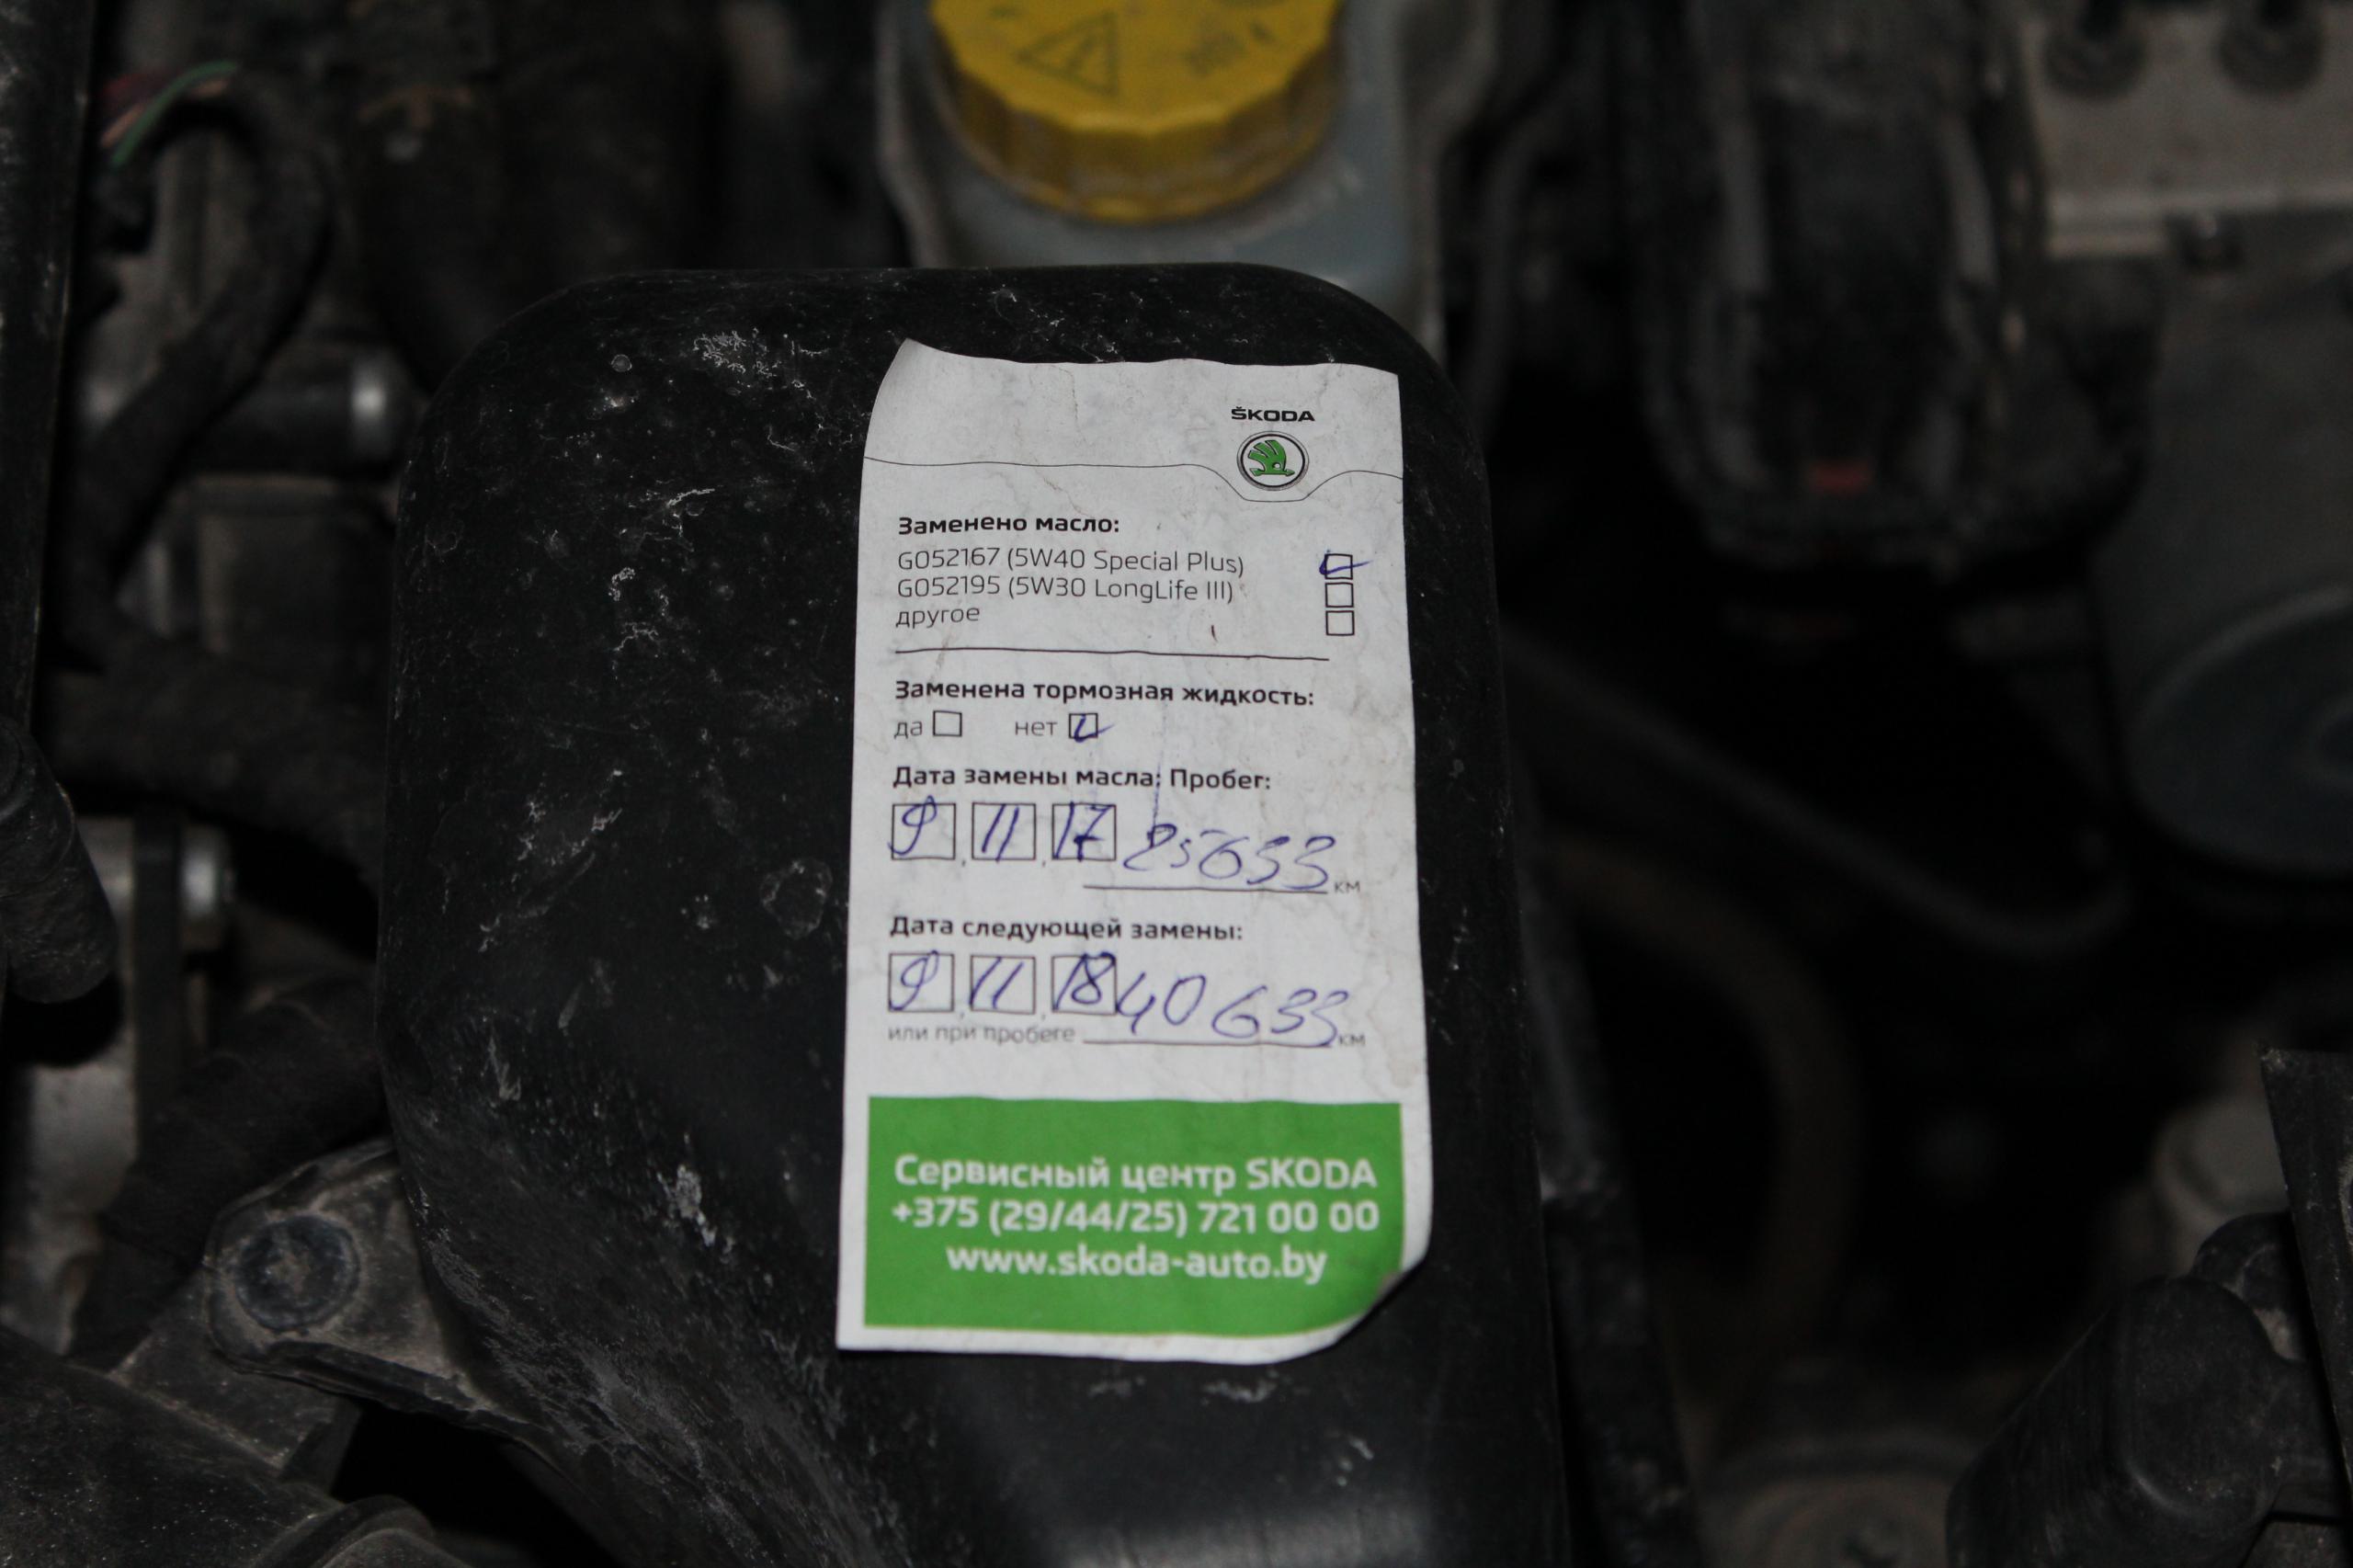 ŠKODA
Заменено масло:
G052167 (5W40 Special Plus)
G052195 (5W30 LongLife III)
другое
Заменена тормозная жидкость:
да нет
Дата замены масла: Пробег:
9.11.17 25633 км
Дата следующей замены:
9.11.18 40 633
или при пробеге км
Сервисный центр SKODA
+375 (29/44/25) 721 00 00
www.skoda-auto.by